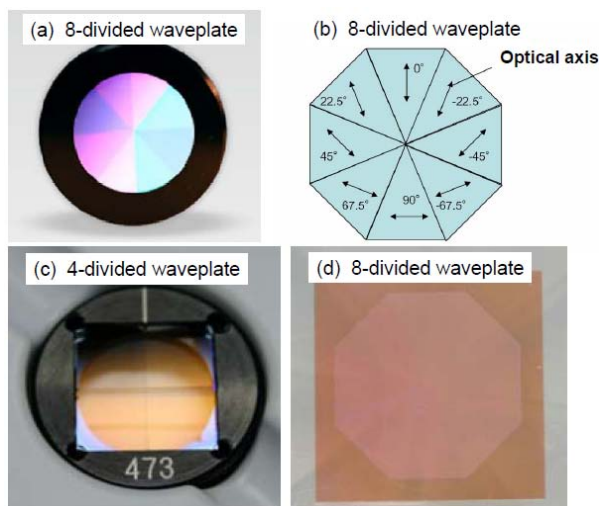 (a) 8-divided waveplate
(b) 8-divided waveplate
Optical axis
0°
22.5°
-22.5°
45°
-45°
67.5°
90°
-67.5°
(c) 4-divided waveplate
(d) 8-divided waveplate
473